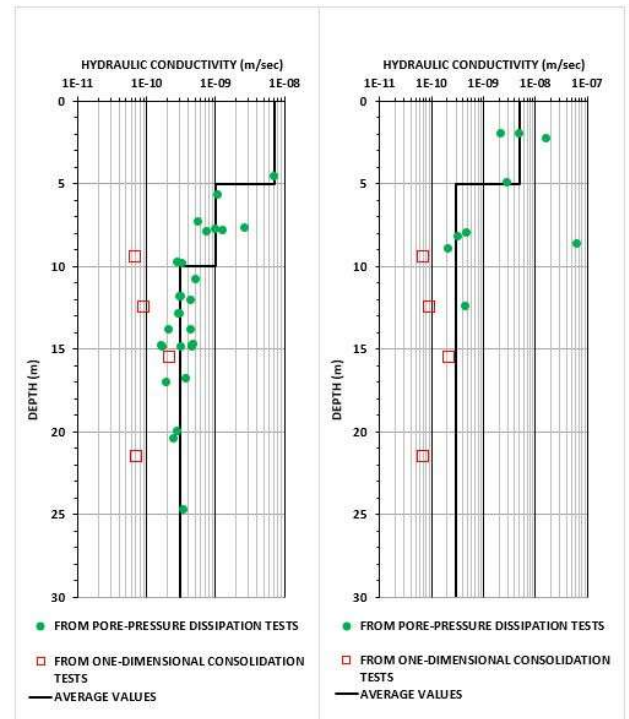 HYDRAULIC CONDUCTIVITY (m/sec)
1E-11 1E-10 1E-09 1E-08
0
5
10
15
20
25
30
DEPTH (m)
FROM PORE-PRESSURE DISSIPATION TESTS
FROM ONE-DIMENSIONAL CONSOLIDATION
TESTS
AVERAGE VALUES
HYDRAULIC CONDUCTIVITY (m/sec)
1E-11 1E-10 1E-09 1E-08 1E-07
0
5
10
15
20
25
30
DEPTH (m)
FROM PORE-PRESSURE DISSIPATION TESTS
FROM ONE-DIMENSIONAL CONSOLIDATION
TESTS
AVERAGE VALUES